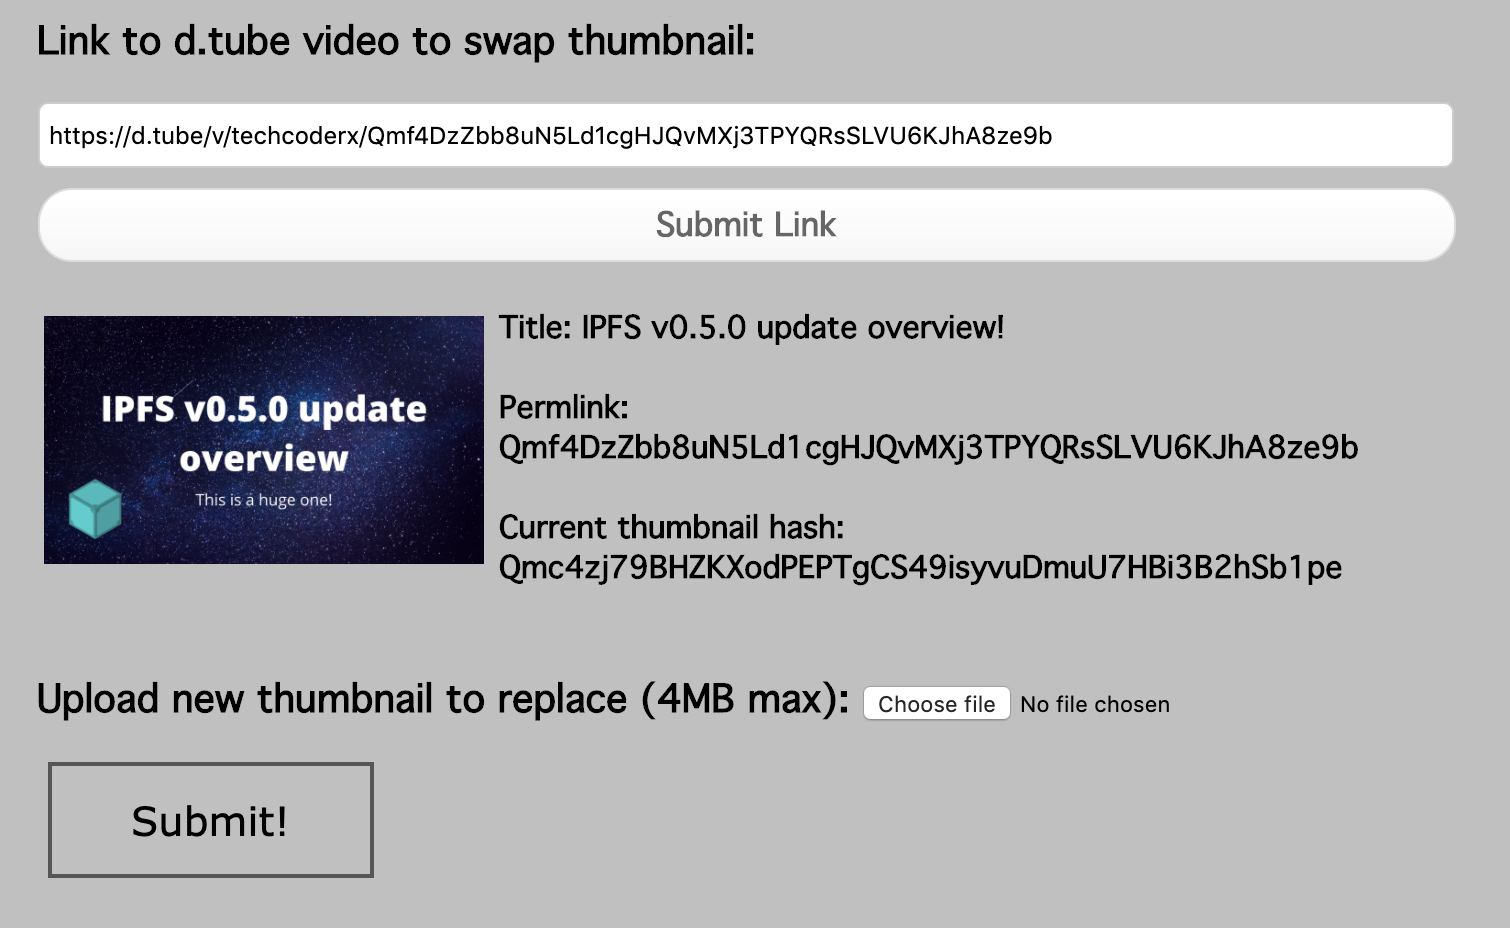 Link to d.tube video to swap thumbnail:
https://d.tube/v/techcoderx/Qmf4DzZbb8uN5Ld1cgHJQvMXj3TPYQRsSLVU6KJhA8ze9b
Submit Link
IPFS v0.5.0 update
overview
This is a huge one!
Title: IPFS v0.5.0 update overview!
Permlink:
Qmf4DzZbb8uN5Ld1cgHJQvMXj3TPYQRsSLVU6KJhA8ze9b
Current thumbnail hash:
Qmc4zj79BHZKXodPEPTgCS49isyvuDmuU7HBi3B2hSb1pe
Upload new thumbnail to replace (4MB max): Choose file No file chosen
Submit!